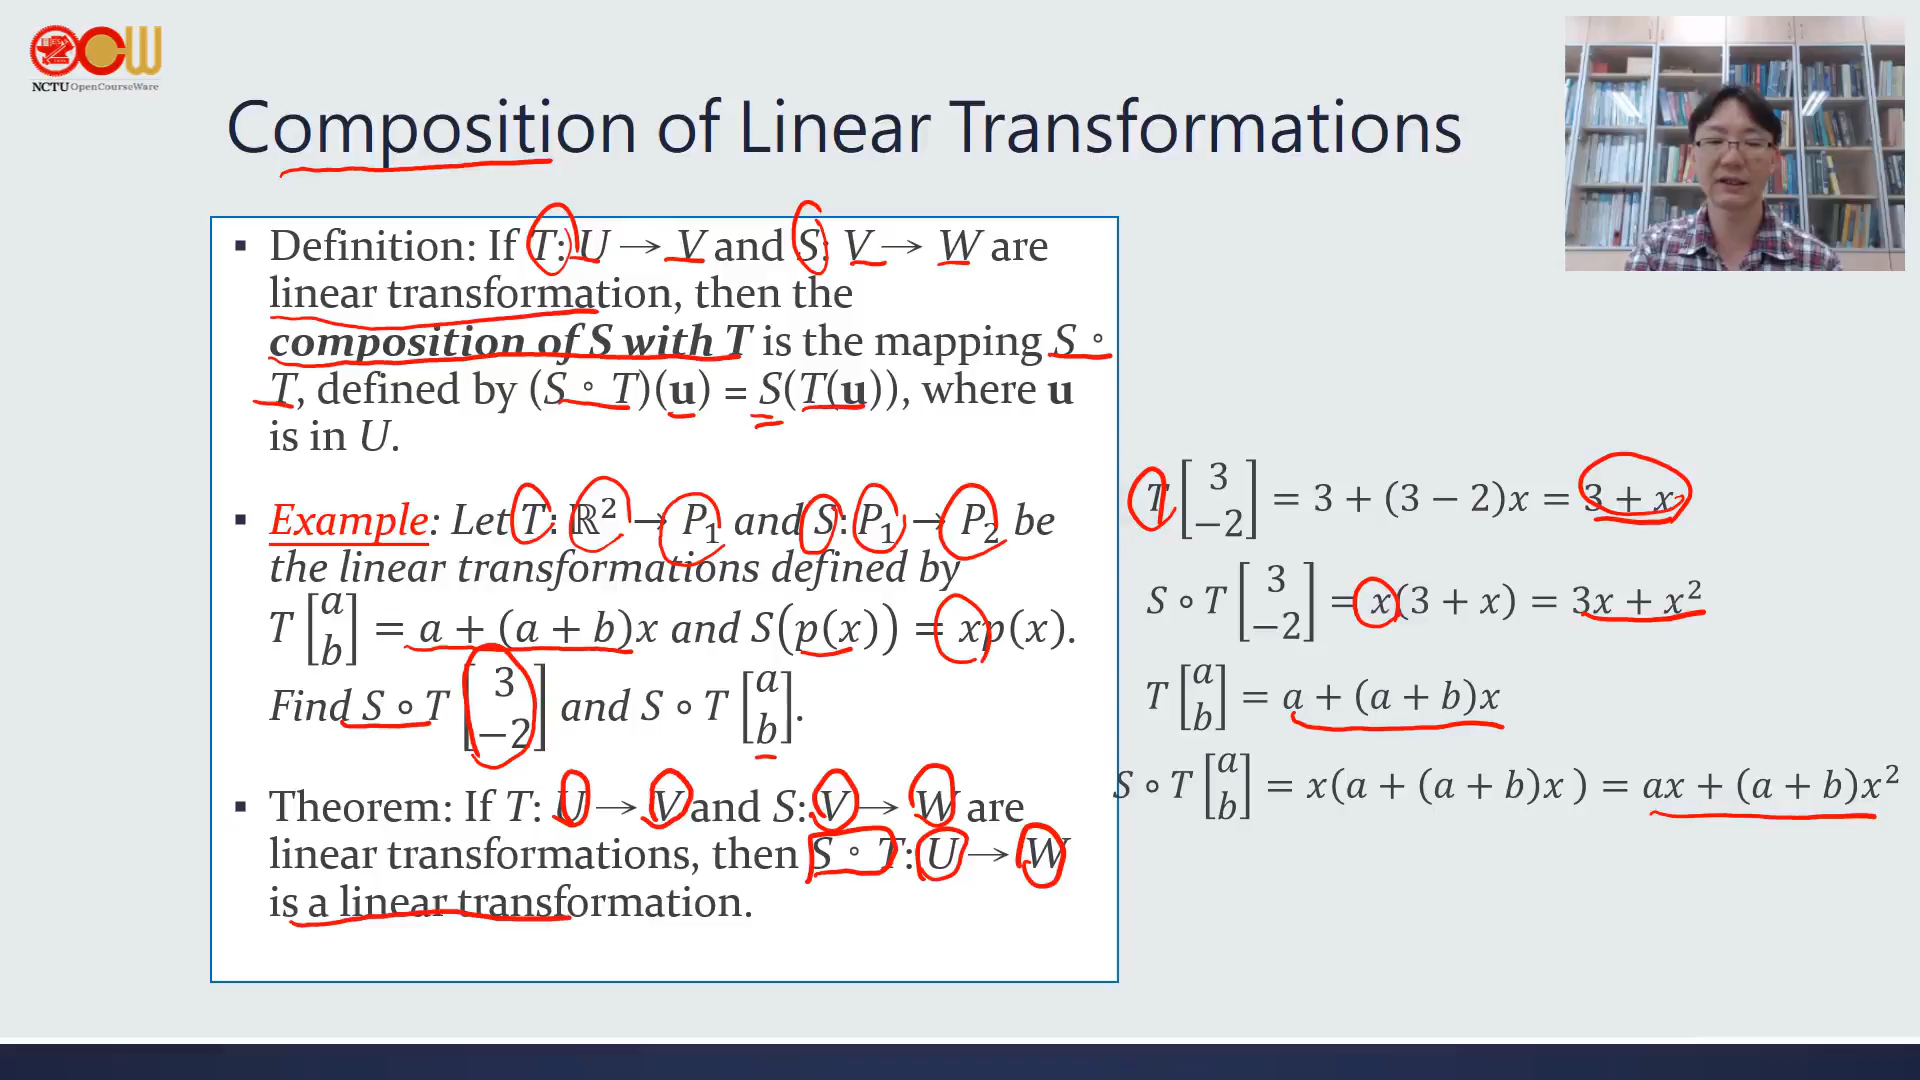 NCTU OpenCourseWare
Composition of Linear Transformations
▪ Definition: If T: U → V and S: V → W are
linear transformation, then the
composition of S with T is the mapping S ∘
T, defined by (S ∘ T)(u) = S(T(u)), where u
is in U.
▪ Example: Let T: ℝ² → P₁ and S: P₁ → P₂ be
the linear transformations defined by
T [a b] = a + (a + b)x and S(p(x)) = xp(x).
Find S ∘ T [3 −2] and S ∘ T [a b].
▪ Theorem: If T: U → V and S: V → W are
linear transformations, then S ∘ T: U → W
is a linear transformation.
T [3 −2] = 3 + (3 − 2)x = 3 + x
S ∘ T [3 −2] = x(3 + x) = 3x + x²
T [a b] = a + (a + b)x
S ∘ T [a b] = x(a + (a + b)x ) = ax + (a + b)x²